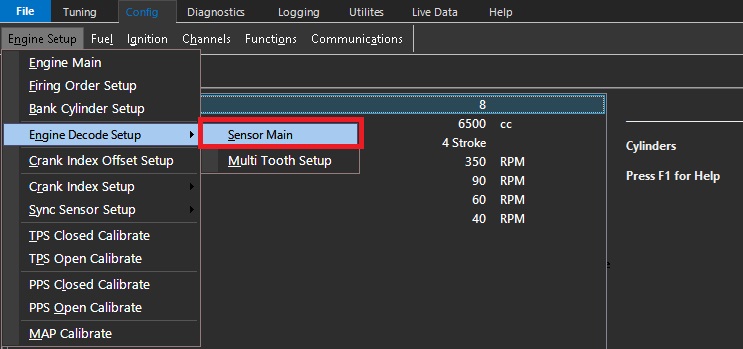 File Tuning Config Diagnostics Logging Utilites Live Data Help
Engine Setup Fuel Ignition Channels Functions Communications
Engine Main
Firing Order Setup
Bank Cylinder Setup
Engine Decode Setup
Crank Index Offset Setup
Crank Index Setup
Sync Sensor Setup
TPS Closed Calibrate
TPS Open Calibrate
PPS Closed Calibrate
PPS Open Calibrate
MAP Calibrate
Sensor Main
Multi Tooth Setup
8
6500 cc
4 Stroke
350 RPM
90 RPM
60 RPM
40 RPM
Cylinders
Press F1 for Help